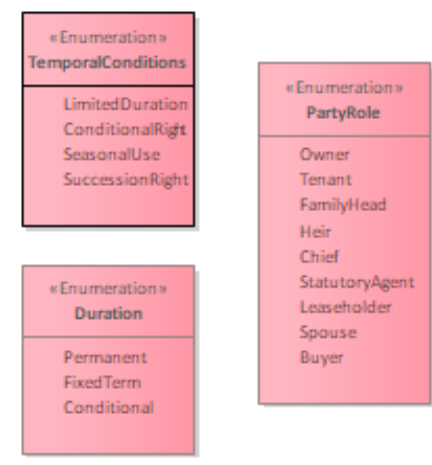 «Enumeration»
TemporalConditions
LimitedDuration
ConditionalRight
SeasonalUse
SuccessionRight
«Enumeration»
Duration
Permanent
FixedTerm
Conditional
«Enumeration»
PartyRole
Owner
Tenant
FamilyHead
Heir
Chief
StatutoryAgent
Leaseholder
Spouse
Buyer